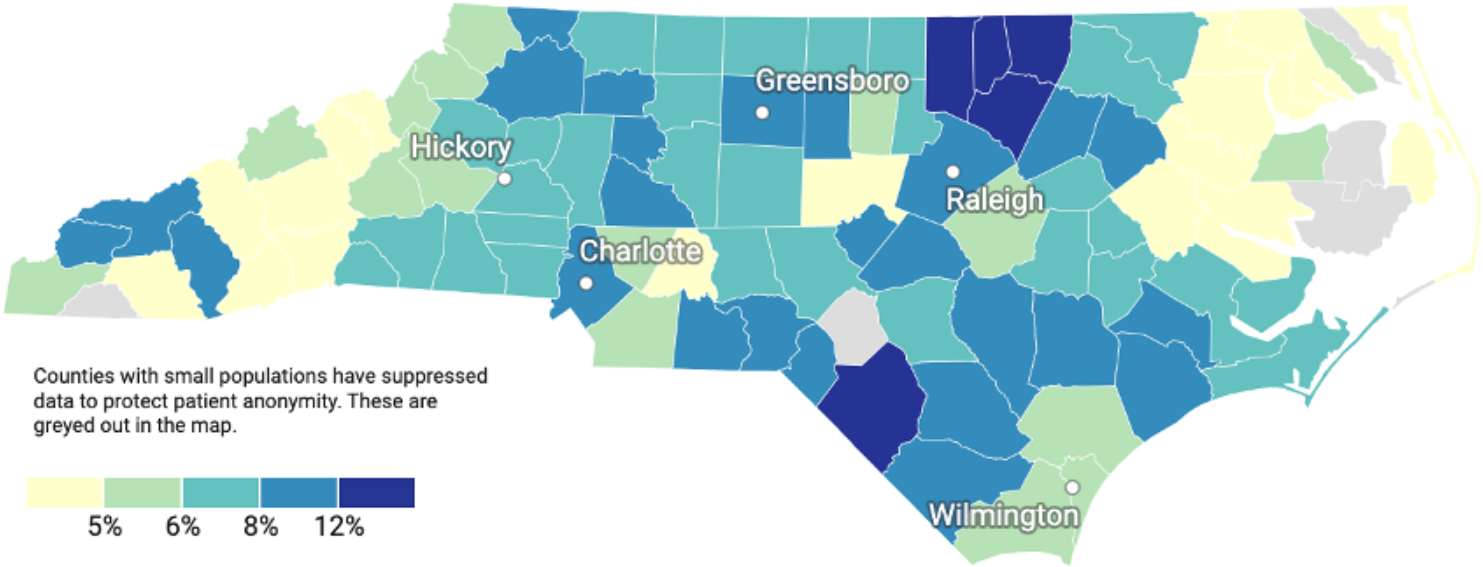 Greensboro
Hickory
Raleigh
Charlotte
Counties with small populations have suppressed
data to protect patient anonymity. These are
greyed out in the map.
Wilmington
5% 6% 8% 12%